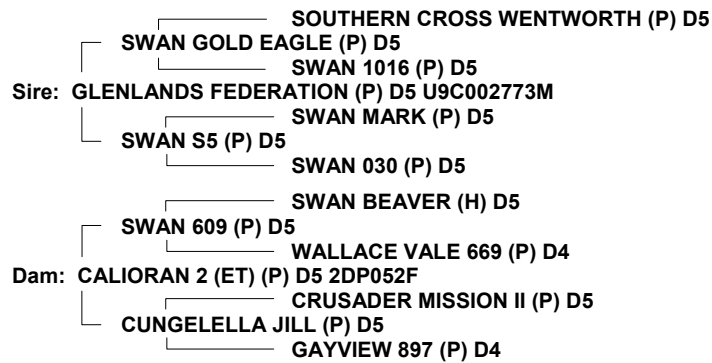 SOUTHERN CROSS WENTWORTH (P) D5
SWAN GOLD EAGLE (P) D5
SWAN 1016 (P) D5
Sire: GLENLANDS FEDERATION (P) D5 U9C002773M
SWAN MARK (P) D5
SWAN S5 (P) D5
SWAN 030 (P) D5
SWAN BEAVER (H) D5
SWAN 609 (P) D5
WALLACE VALE 669 (P) D4
Dam: CALIORAN 2 (ET) (P) D5 2DP052F
CRUSADER MISSION II (P) D5
CUNGELELLA JILL (P) D5
GAYVIEW 897 (P) D4